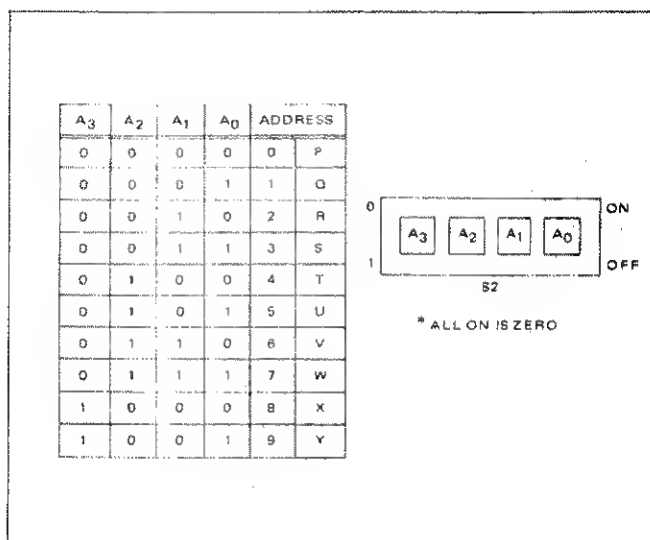 A3 A2 A1 A0 ADDRESS
0 0 0 0 0 P
0 0 0 1 1 Q
0 0 1 0 2 R
0 0 1 1 3 S
0 1 0 0 4 T
0 1 0 1 5 U
0 1 1 0 6 V
0 1 1 1 7 W
1 0 0 0 8 X
1 0 0 1 9 Y
0 ON
A3 A2 A1 A0
1 OFF
S2
* ALL ON IS ZERO